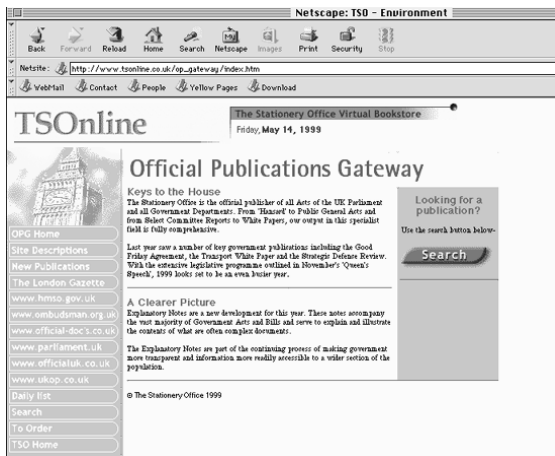 Netscape: TSO - Environment
Back Forward Reload Home Search Netscape Images Print Security Stop
Netsite: http://www.tsonline.co.uk/op_gateway/index.htm
WebMail Contact People Yellow Pages Download
TSOnline
The Stationery Office Virtual Bookstore
Friday, May 14, 1999
Official Publications Gateway
Keys to the House
The Stationery Office is the official publisher of all Acts of the UK Parliament
and all Government Departments. From 'Hansard' to Public General Acts and
from Select Committee Reports to White Papers, our output in this specialist
field is fully comprehensive.
Last year saw a number of key government publications including the Good
Friday Agreement, the Transport White Paper and the Strategic Defence Review.
With the extensive legislative programme outlined in November's 'Queen's
Speech', 1999 looks set to be an even busier year.
A Clearer Picture
Explanatory Notes are a new development for this year. These notes accompany
the vast majority of Government Acts and Bills and serve to explain and illustrate
the contents of what are often complex documents.
The Explanatory Notes are part of the continuing process of making government
more transparent and information more readily accessible to a wider section of the
population.
© The Stationery Office 1999
Looking for a
publication?
Use the search button below-
Search
OPG Home
Site Descriptions
New Publications
The London Gazette
www.hmso.gov.uk
www.ombudsman.org.uk
www.official-doc's.co.uk
www.parliament.uk
www.officialuk.co.uk
www.ukop.co.uk
Daily list
Search
To Order
TSO Home